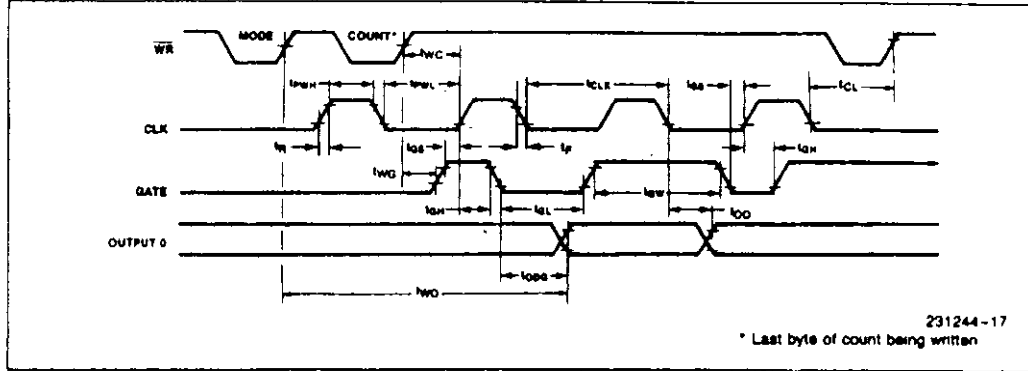 WR MODE COUNT*
tWC
tPWH tPWL tCLK tGS tCL
CLK
tR tGS tF tGH
tWG
GATE
tGW
tGH tGL tOD
OUTPUT 0
tODG
tWO
231244-17
* Last byte of count being written